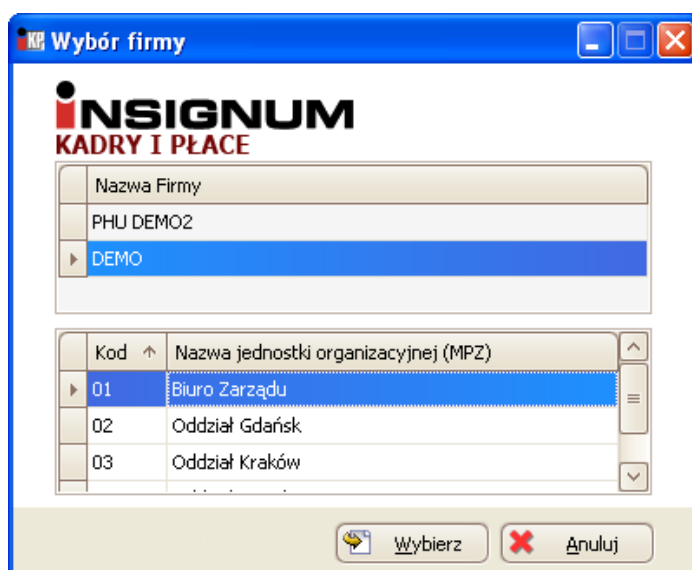 KP Wybór firmy
iNSIGNUM
KADRY I PŁACE
Nazwa Firmy
PHU DEMO2
DEMO
Kod Nazwa jednostki organizacyjnej (MPZ)
01 Biuro Zarządu
02 Oddział Gdańsk
03 Oddział Kraków
Wybierz Anuluj